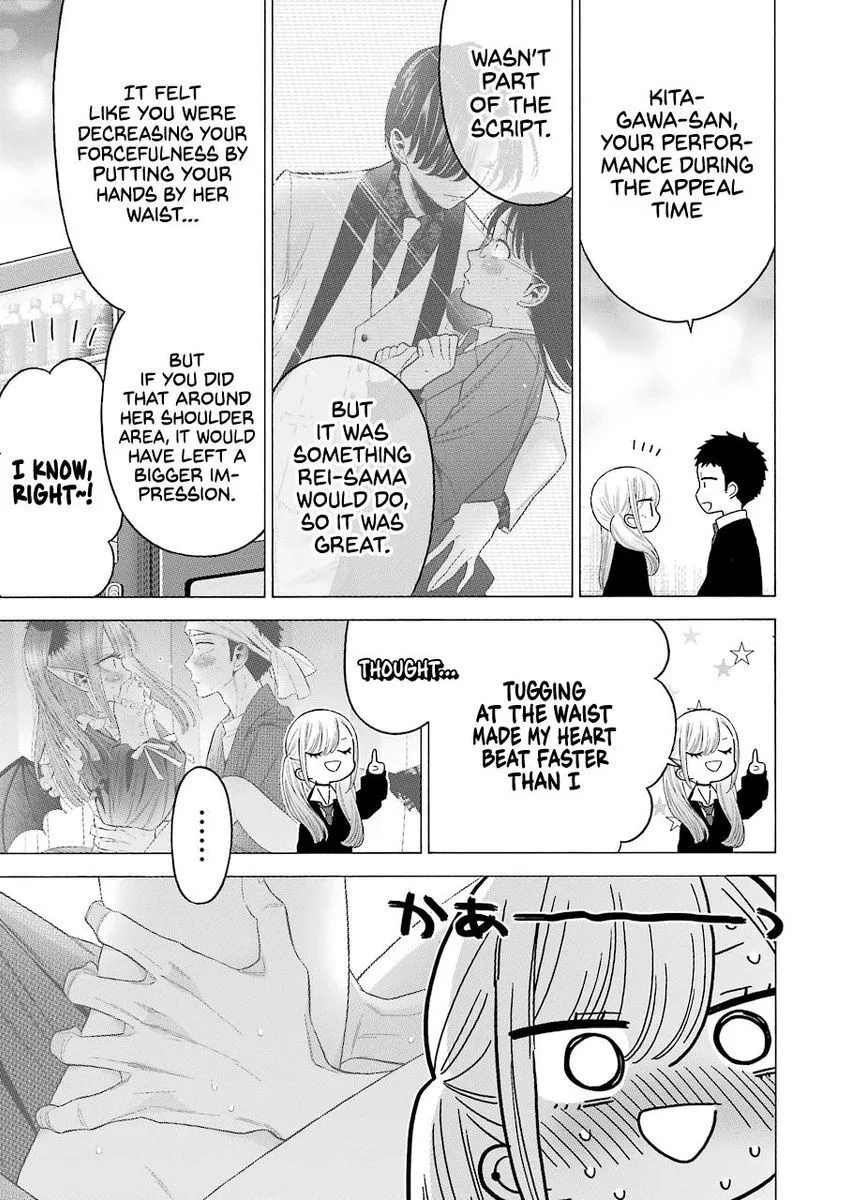 KITA-
GAWA-SAN,
YOUR PERFOR-
MANCE DURING
THE APPEAL
TIME
WASN'T
PART
OF THE
SCRIPT.
BUT
IT WAS
SOMETHING
REI-SAMA
WOULD DO,
SO IT WAS
GREAT.
IT FELT
LIKE YOU WERE
DECREASING YOUR
FORCEFULNESS BY
PUTTING YOUR
HANDS BY HER
WAIST...
BUT
IF YOU DID
THAT AROUND
HER SHOULDER
AREA, IT WOULD
HAVE LEFT A
BIGGER IM-
PRESSION.
I KNOW,
RIGHT~!
TUGGING
AT THE WAIST
MADE MY HEART
BEAT FASTER
THAN I
THOUGHT...
......
かあーーーっ